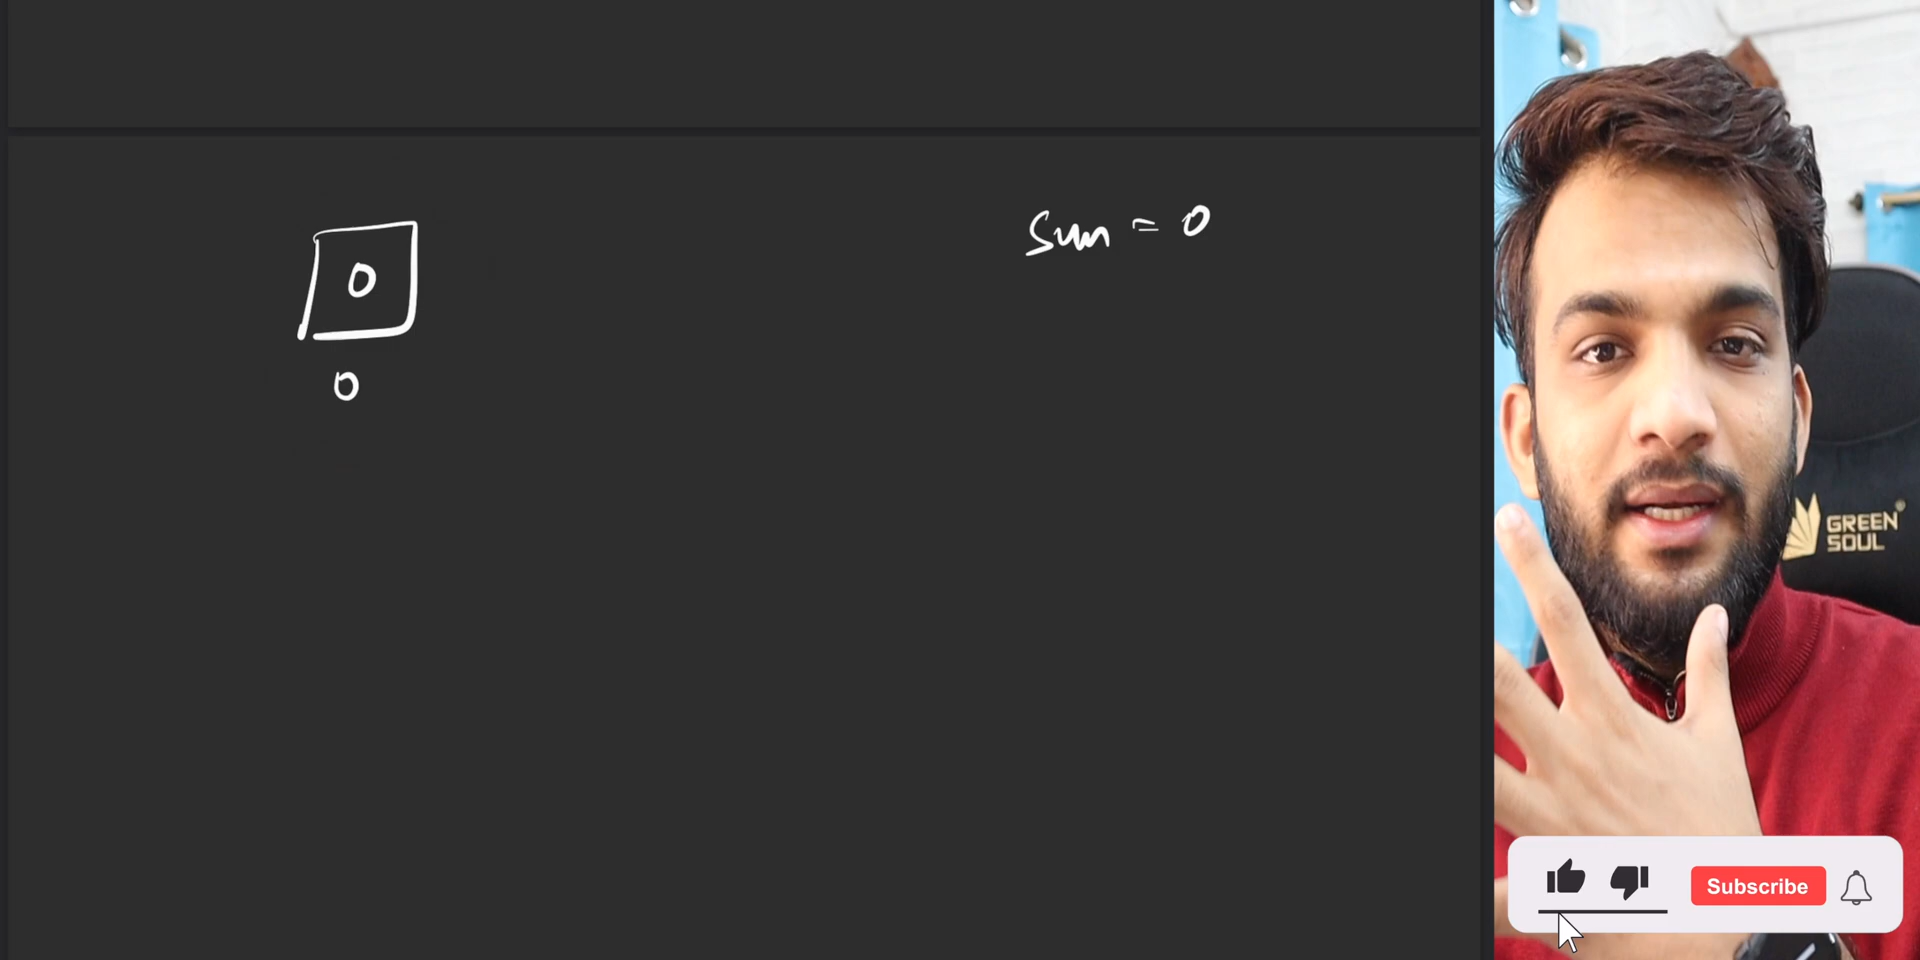 0
0
Sum = 0
GREEN
SOUL
Subscribe